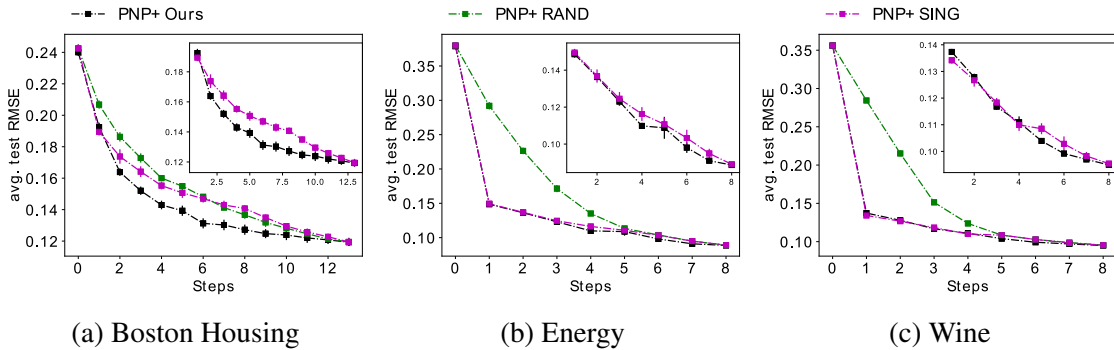 PNP+ Ours PNP+ RAND PNP+ SING
avg. test RMSE
0.24
0.22
0.20
0.18
0.16
0.14
0.12
0 2 4 6 8 10 12
Steps
0.18
0.16
0.14
0.12
2.5 5.0 7.5 10.0 12.5
avg. test RMSE
0.35
0.30
0.25
0.20
0.15
0.10
0 1 2 3 4 5 6 7 8
Steps
0.14
0.12
0.10
2 4 6 8
avg. test RMSE
0.35
0.30
0.25
0.20
0.15
0.10
0 1 2 3 4 5 6 7 8
Steps
0.14
0.13
0.12
0.11
0.10
2 4 6 8
(a) Boston Housing (b) Energy (c) Wine